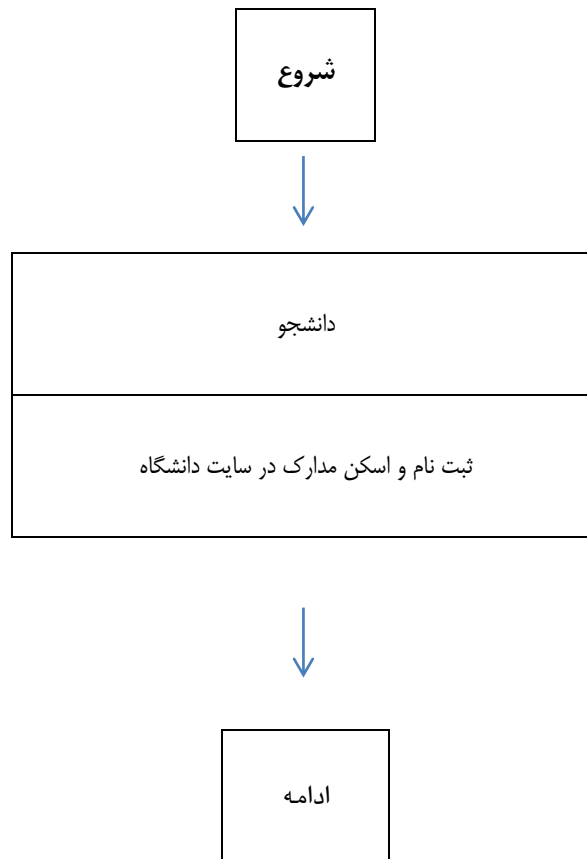 شروع
دانشجو
ثبت نام و اسکن مدارک در سایت دانشگاه
ادامه